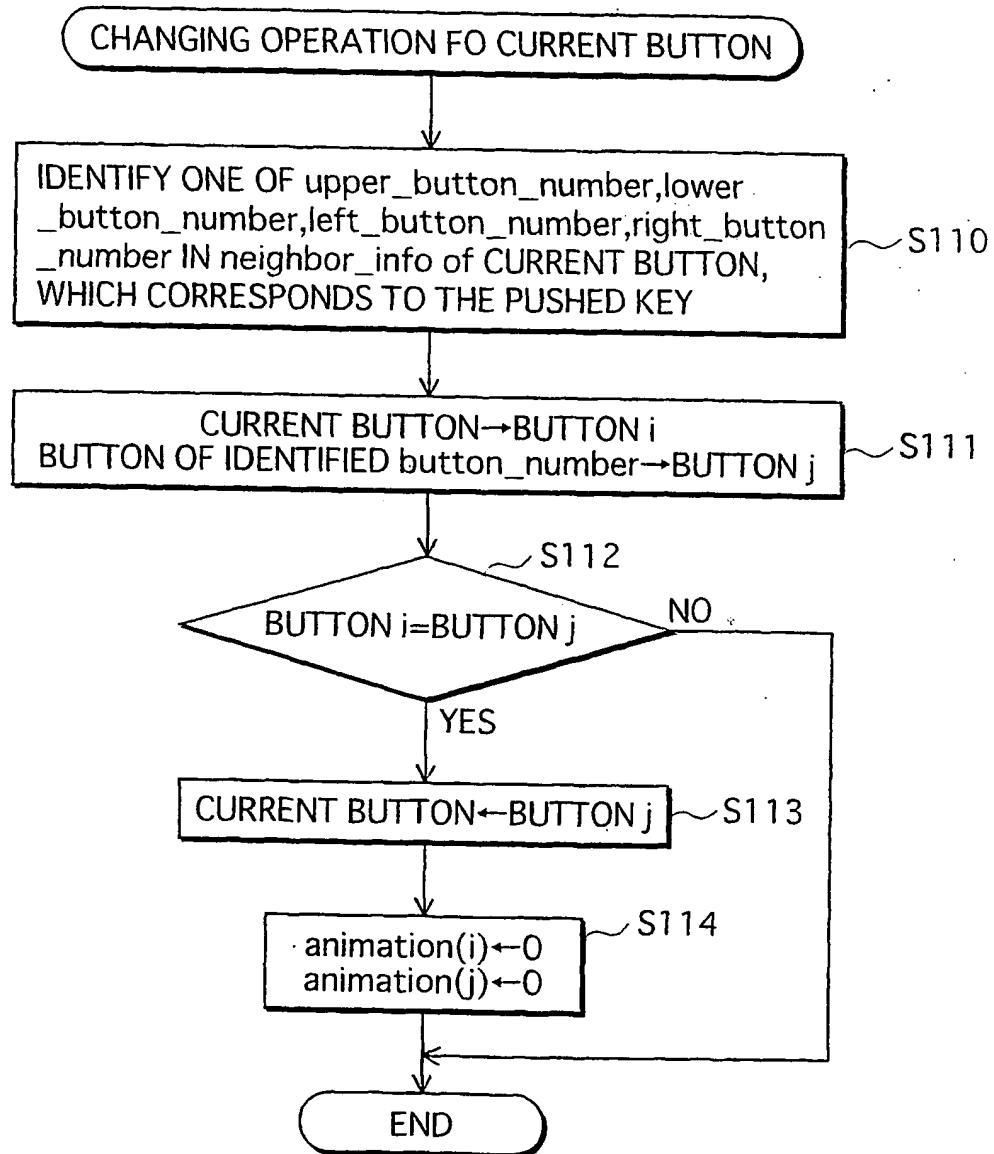 CHANGING OPERATION FO CURRENT BUTTON
IDENTIFY ONE OF upper_button_number,lower
_button_number,left_button_number,right_button
_number IN neighbor_info of CURRENT BUTTON,
WHICH CORRESPONDS TO THE PUSHED KEY
S110
CURRENT BUTTON→BUTTON i
BUTTON OF IDENTIFIED button_number→BUTTON j
S111
S112
BUTTON i=BUTTON j
NO
YES
CURRENT BUTTON←BUTTON j
S113
S114
animation(i)←0
animation(j)←0
END